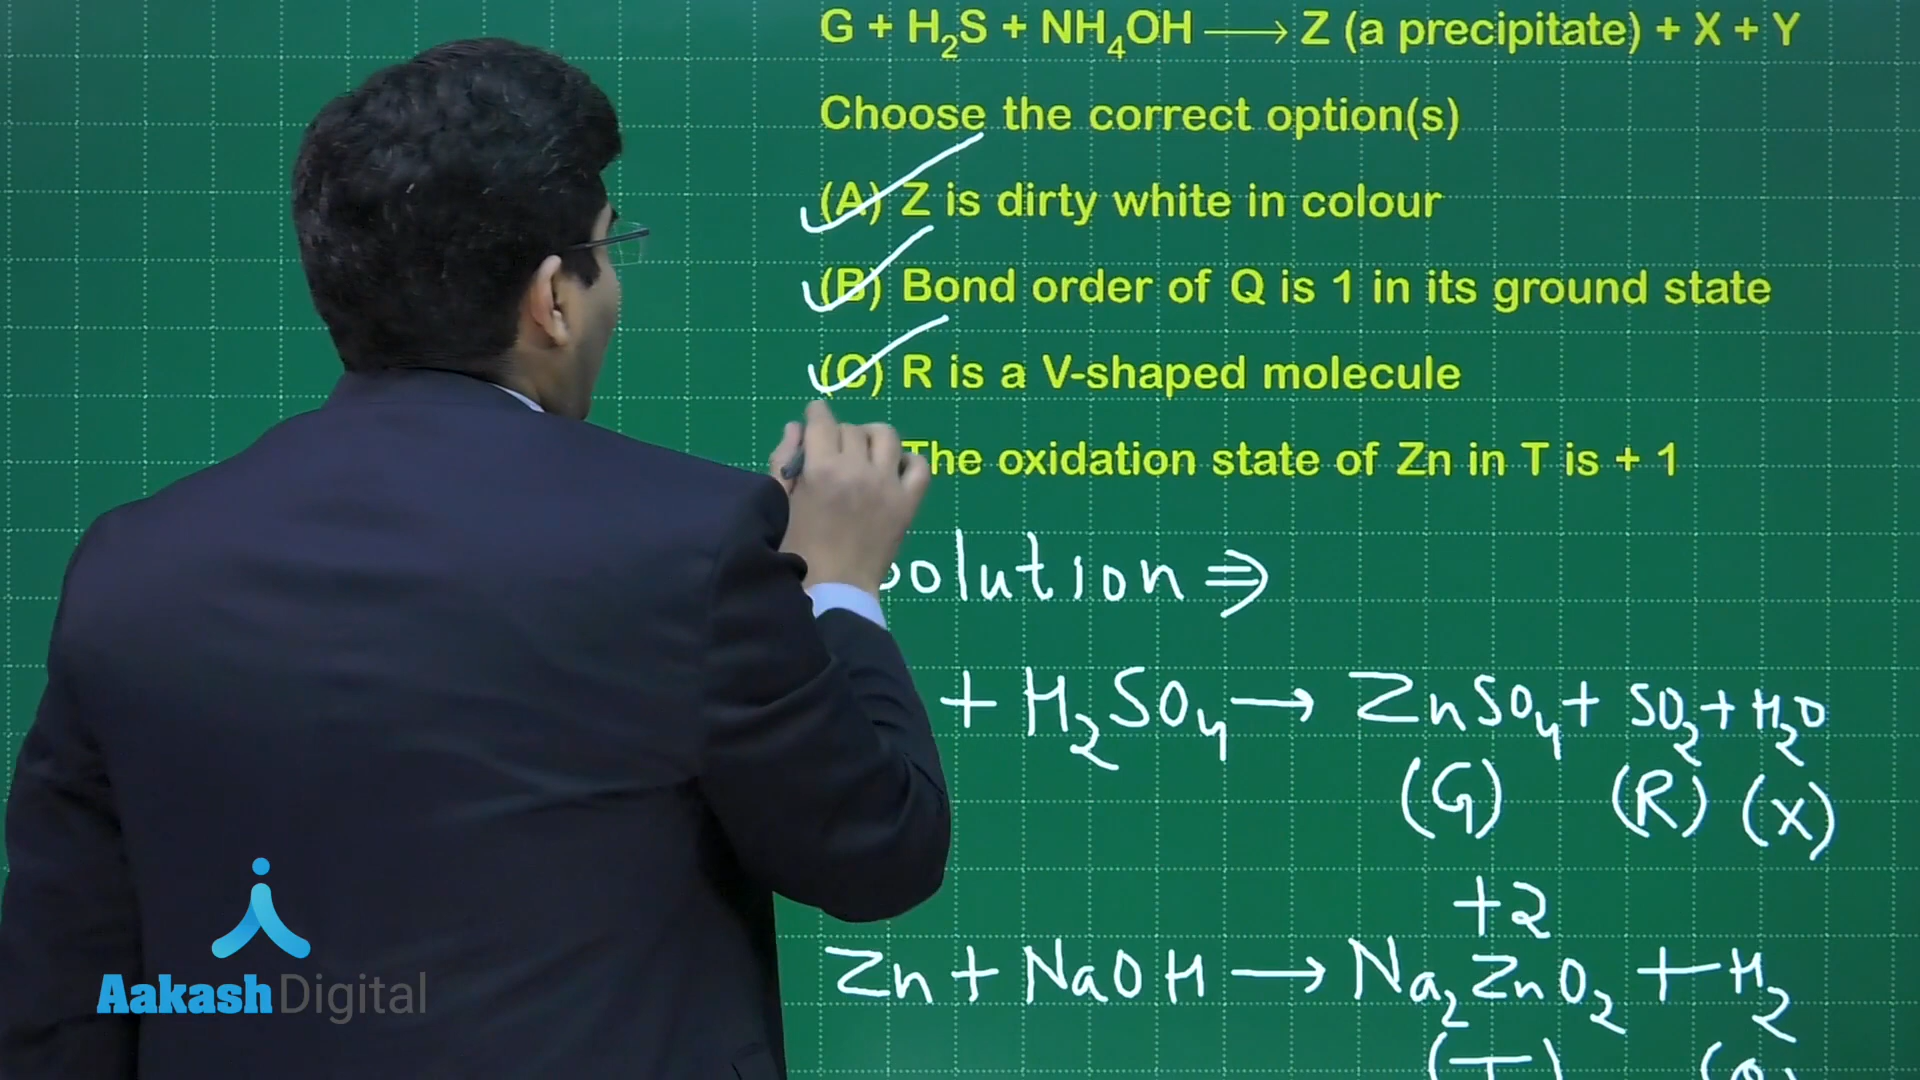 G + H₂S + NH₄OH ⟶ Z (a precipitate) + X + Y
Choose the correct option(s)
(A) Z is dirty white in colour
(B) Bond order of Q is 1 in its ground state
(C) R is a V-shaped molecule
The oxidation state of Zn in T is + 1
Solution ⇒
+ H₂SO₄ → ZnSO₄ + SO₂ + H₂O
(G) (R) (X)
+2
Zn + NaOH → Na₂ZnO₂ + H₂
(T) (Q)
Aakash Digital